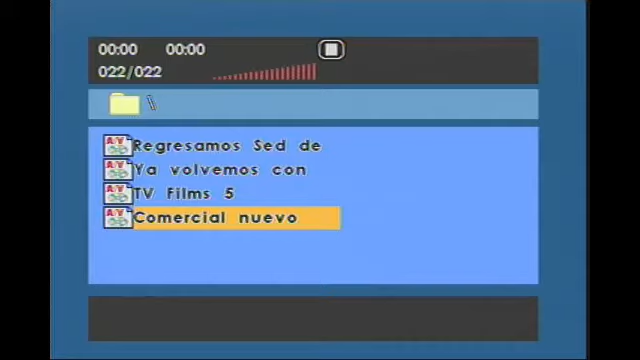 00:00 00:00
022/022
\
A/V Regresamos Sed de
A/V Ya volvemos con
A/V TV Films 5
A/V Comercial nuevo